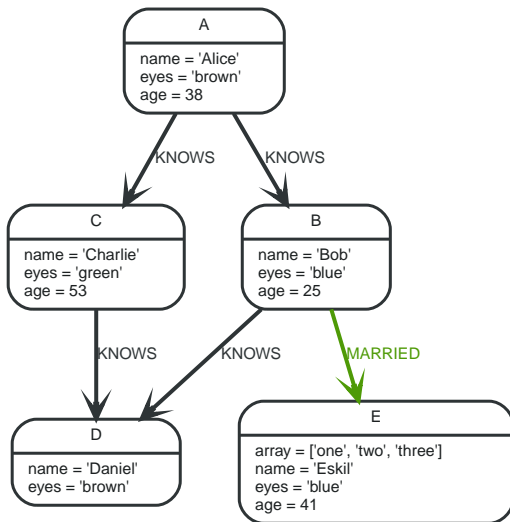 A
name = 'Alice'
eyes = 'brown'
age = 38
KNOWS
KNOWS
C
name = 'Charlie'
eyes = 'green'
age = 53
B
name = 'Bob'
eyes = 'blue'
age = 25
KNOWS
KNOWS
MARRIED
D
name = 'Daniel'
eyes = 'brown'
E
array = ['one', 'two', 'three']
name = 'Eskil'
eyes = 'blue'
age = 41